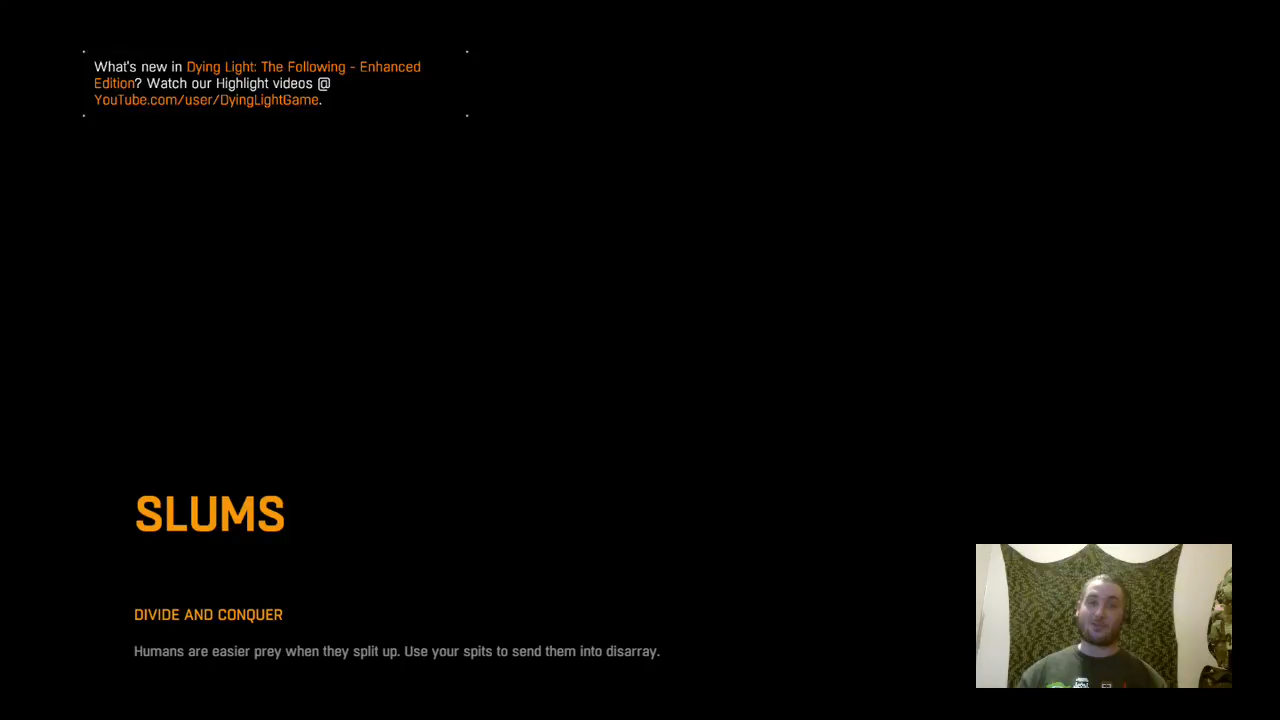 What's new in Dying Light: The Following - Enhanced
Edition? Watch our Highlight videos @
YouTube.com/user/DyingLightGame.
SLUMS
DIVIDE AND CONQUER
Humans are easier prey when they split up. Use your spits to send them into disarray.